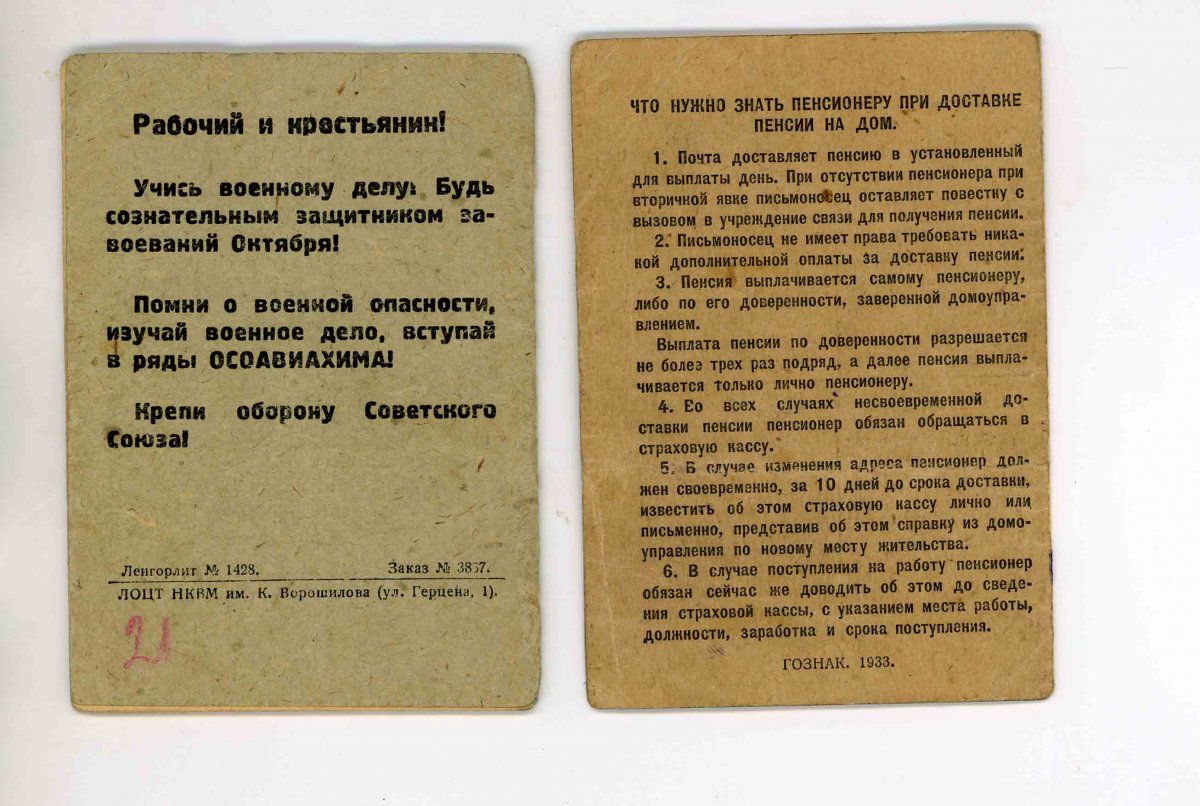 Рабочий и крестьянин!
Учись военному делу! Будь
сознательным защитником за-
воеваний Октября!
Помни о военной опасности,
изучай военное дело, вступай
в ряды ОСОАВИАХИМА!
Крепи оборону Советского
Союза!
Ленгорлит № 1428. Заказ № 3857.
ЛОЦТ НКВМ им. К. Ворошилова (ул. Герцена, 1).
21
ЧТО НУЖНО ЗНАТЬ ПЕНСИОНЕРУ ПРИ ДОСТАВКЕ
ПЕНСИИ НА ДОМ.
1. Почта доставляет пенсию в установленный
для выплаты день. При отсутствии пенсионера при
вторичной явке письмоносец оставляет повестку с
вызовом в учреждение связи для получения пенсии.
2. Письмоносец не имеет права требовать ника-
кой дополнительной оплаты за доставку пенсии.
3. Пенсия выплачивается самому пенсионеру,
либо по его доверенности, заверенной домоупра-
влением.
Выплата пенсии по доверенности разрешается
не более трех раз подряд, а далее пенсия выпла-
чивается только лично пенсионеру.
4. Во всех случаях несвоевременной до-
ставки пенсии пенсионер обязан обращаться в
страховую кассу.
5. В случае изменения адреса пенсионер дол-
жен своевременно, за 10 дней до срока доставки,
известить об этом страховую кассу лично или
письменно, представив об этом справку из домо-
управления по новому месту жительства.
6. В случае поступления на работу пенсионер
обязан сейчас же доводить об этом до сведе-
ния страховой кассы, с указанием места работы,
должности, заработка и срока поступления.
ГОЗНАК. 1933.